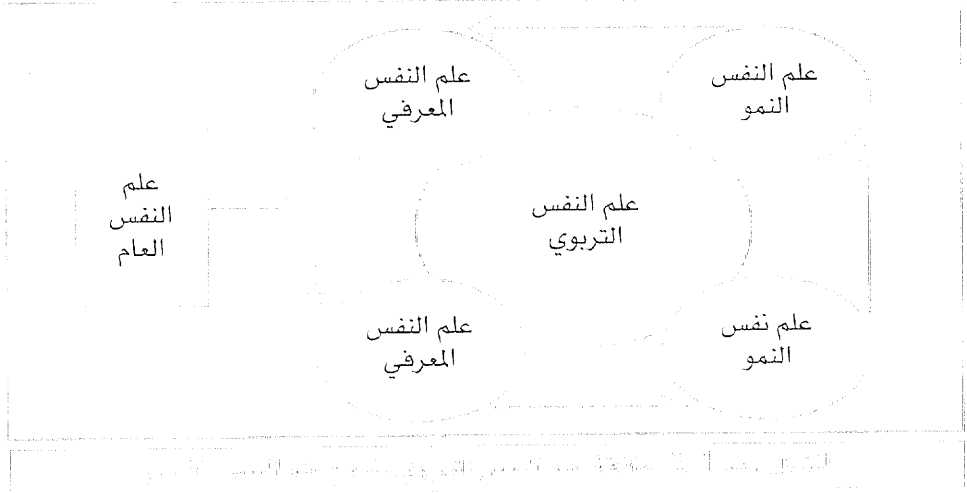 علم النفس
النمو
علم النفس
المعرفي
علم النفس
التربوي
علم
النفس
العام
علم نفس
النمو
علم النفس
المعرفي